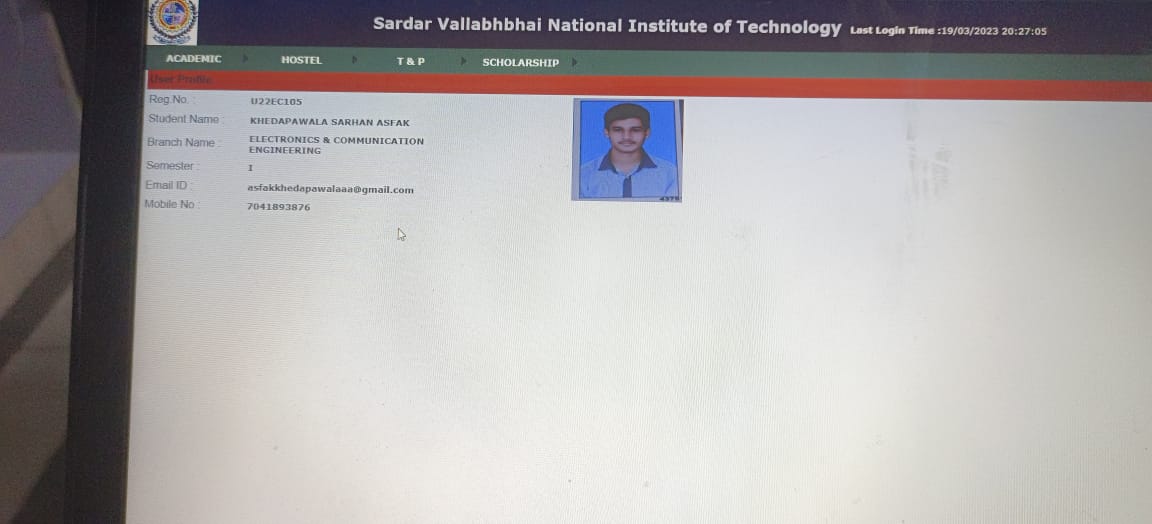 Sardar Vallabhbhai National Institute of Technology Last Login Time :19/03/2023 20:27:05
ACADEMIC HOSTEL T & P SCHOLARSHIP
User Profile
Reg.No. : U22EC105
Student Name : KHEDAPAWALA SARHAN ASFAK
Branch Name : ELECTRONICS & COMMUNICATION
ENGINEERING
Semester : I
Email ID : asfakkhedapawalaaa@gmail.com
Mobile No : 7041893876